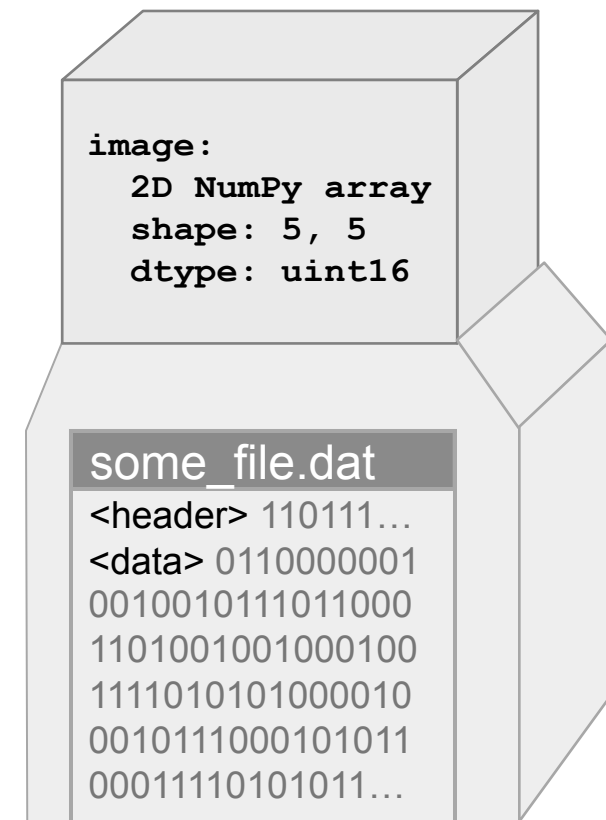 image:
2D NumPy array
shape: 5, 5
dtype: uint16
some_file.dat
<header> 110111…
<data> 0110000001
0010010111011000
1101001001000100
1111010101000010
0010111000101011
00011110101011…